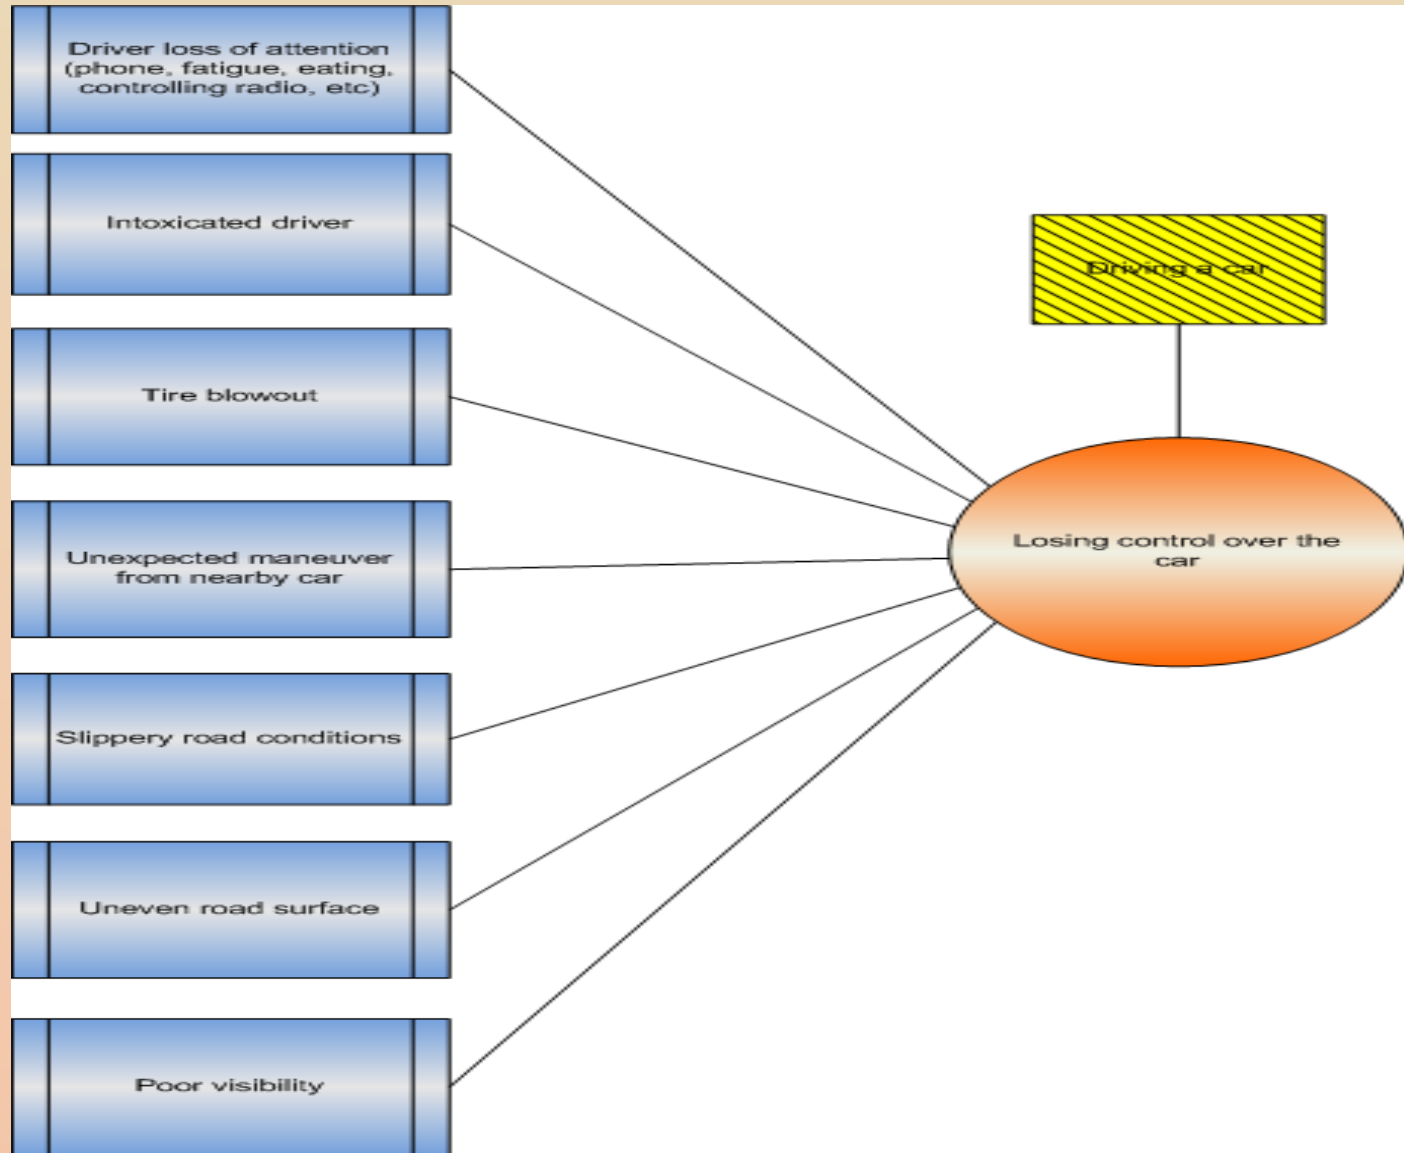 Driver loss of attention
(phone, fatigue, eating,
controlling radio, etc)
Intoxicated driver
Driving a car
Tire blowout
Unexpected maneuver
from nearby car
Losing control over the
car
Slippery road conditions
Uneven road surface
Poor visibility